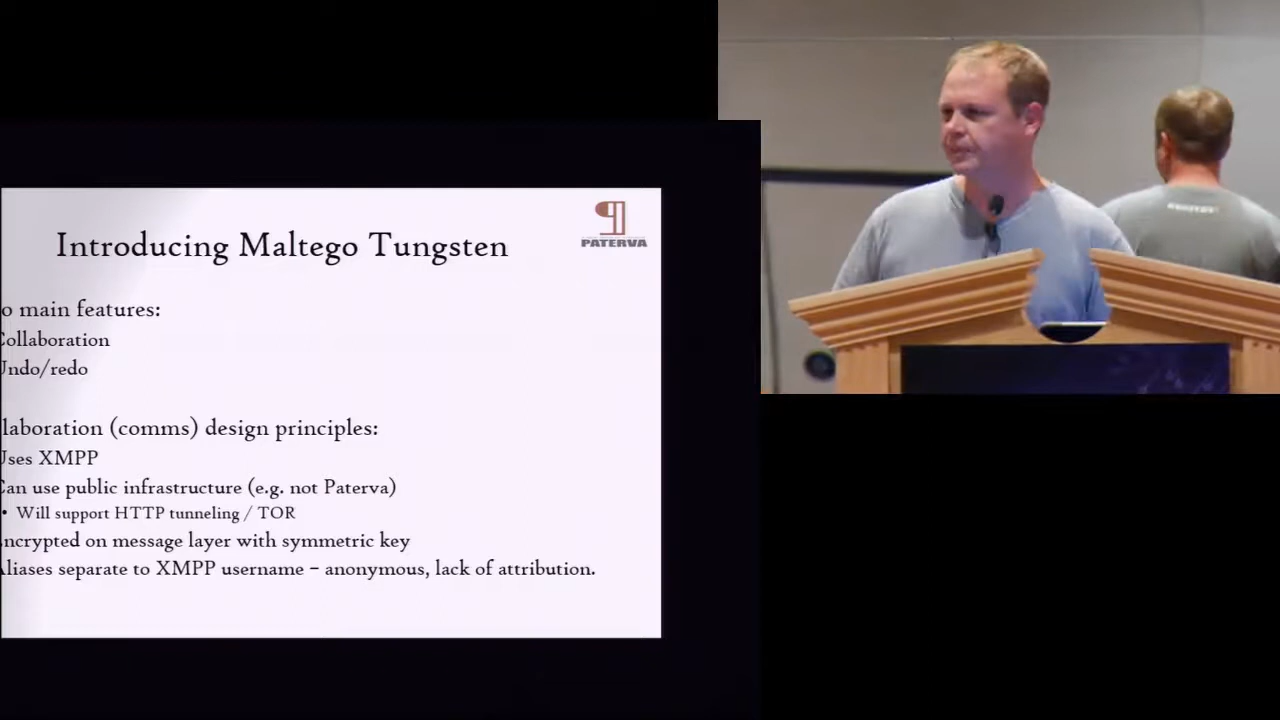 Introducing Maltego Tungsten
PATERVA
o main features:
Collaboration
Undo/redo
laboration (comms) design principles:
Uses XMPP
Can use public infrastructure (e.g. not Paterva)
• Will support HTTP tunneling / TOR
Encrypted on message layer with symmetric key
Aliases separate to XMPP username – anonymous, lack of attribution.